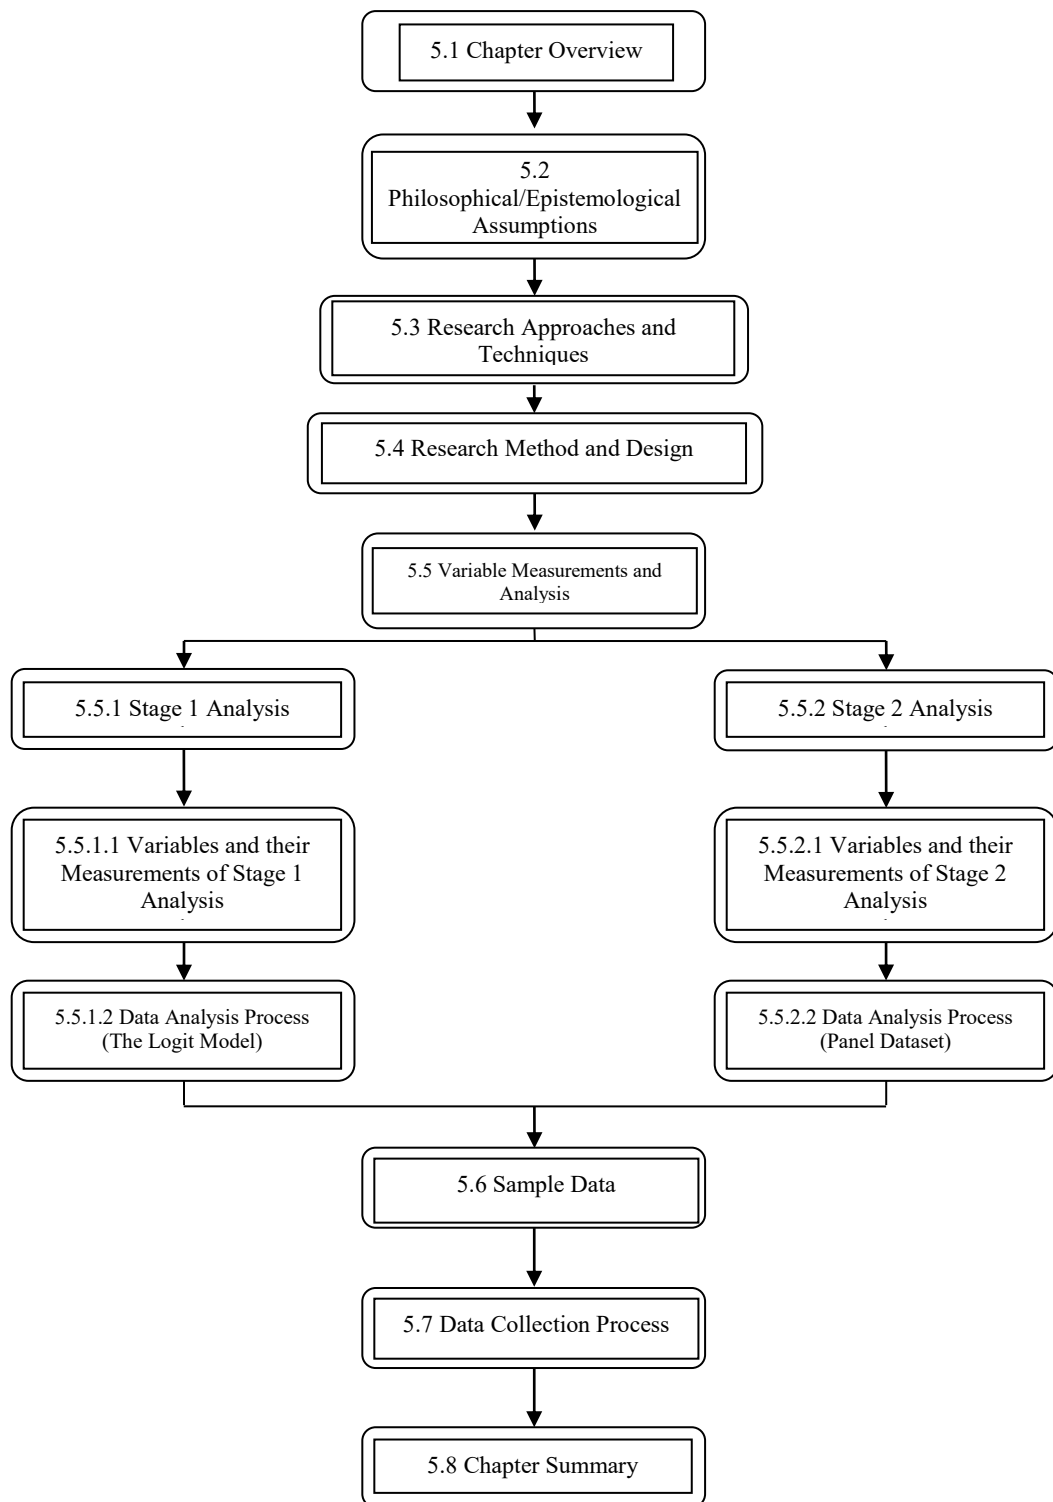 5.1 Chapter Overview
5.2
Philosophical/Epistemological
Assumptions
5.3 Research Approaches and
Techniques
5.4 Research Method and Design
5.5 Variable Measurements and
Analysis
5.5.1 Stage 1 Analysis
5.5.2 Stage 2 Analysis
5.5.1.1 Variables and their
Measurements of Stage 1
Analysis
5.5.2.1 Variables and their
Measurements of Stage 2
Analysis
5.5.1.2 Data Analysis Process
(The Logit Model)
5.5.2.2 Data Analysis Process
(Panel Dataset)
5.6 Sample Data
5.7 Data Collection Process
5.8 Chapter Summary